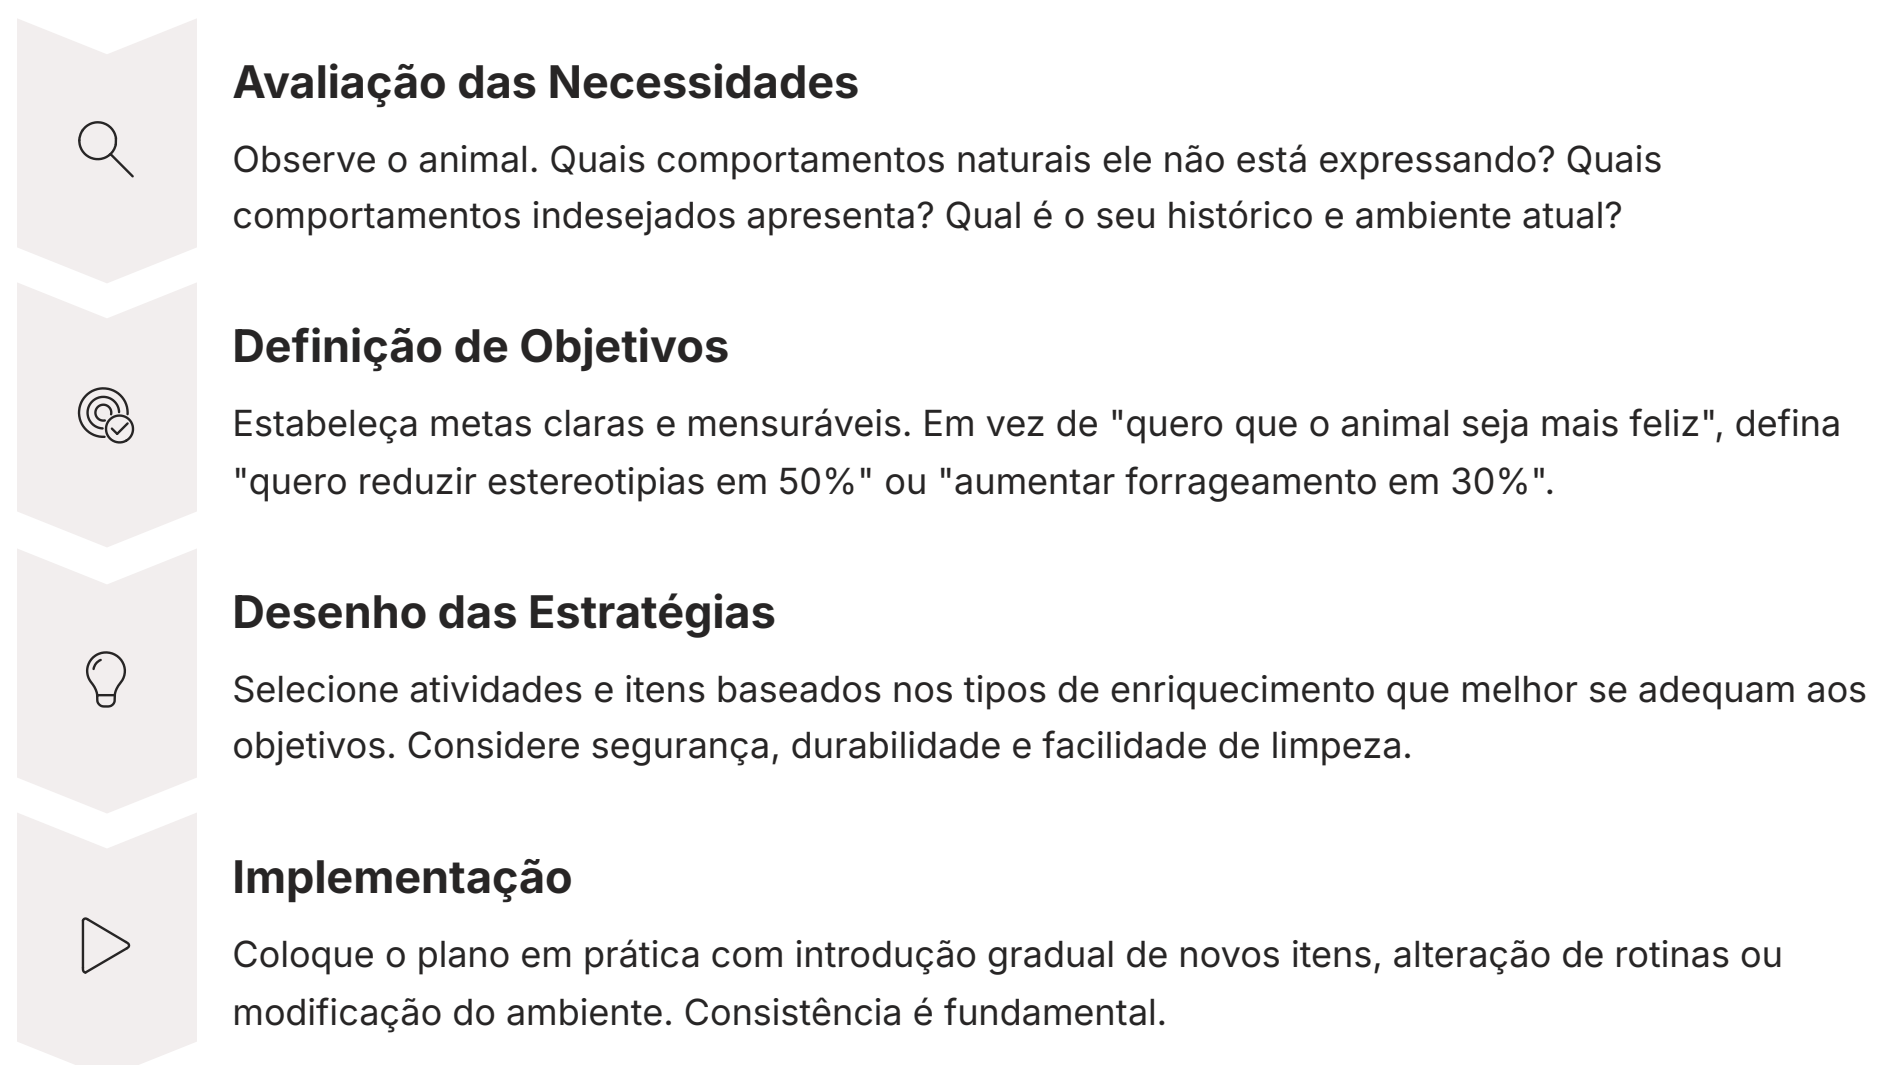 Avaliação das Necessidades
Observe o animal. Quais comportamentos naturais ele não está expressando? Quais
comportamentos indesejados apresenta? Qual é o seu histórico e ambiente atual?
Definição de Objetivos
Estabeleça metas claras e mensuráveis. Em vez de "quero que o animal seja mais feliz", defina
"quero reduzir estereotipias em 50%" ou "aumentar forrageamento em 30%".
Desenho das Estratégias
Selecione atividades e itens baseados nos tipos de enriquecimento que melhor se adequam aos
objetivos. Considere segurança, durabilidade e facilidade de limpeza.
Implementação
Coloque o plano em prática com introdução gradual de novos itens, alteração de rotinas ou
modificação do ambiente. Consistência é fundamental.